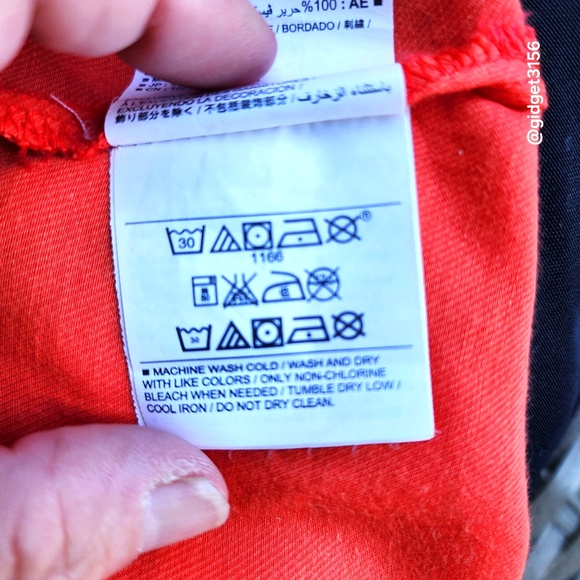 %100 حرير فيس : AE ■
/ BORDADO / 刺繍 /
EXCLUYENDO LA DECORACION /
باستثناء الزخارف / 不包括装饰部分 / 飾り部分を除く
30
®
1166
30
■ MACHINE WASH COLD / WASH AND DRY
WITH LIKE COLORS / ONLY NON-CHLORINE
BLEACH WHEN NEEDED / TUMBLE DRY LOW /
COOL IRON / DO NOT DRY CLEAN.
@gidget3156